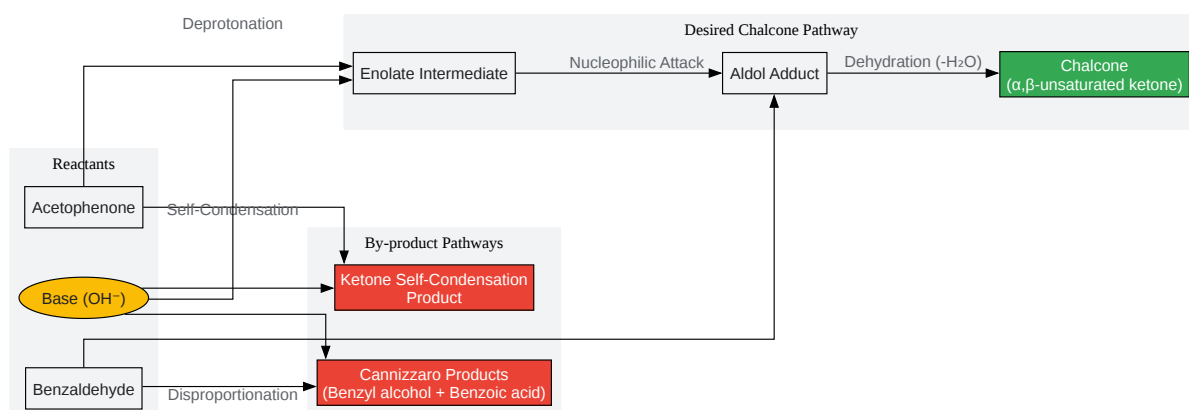 Deprotonation
Desired Chalcone Pathway
Enolate Intermediate
Nucleophilic Attack
Aldol Adduct
Dehydration (-H₂O)
Chalcone
(α,β-unsaturated ketone)
Reactants
Acetophenone
Self-Condensation
By-product Pathways
Ketone Self-Condensation
Product
Base (OH⁻)
Benzaldehyde
Disproportionation
Cannizzaro Products
(Benzyl alcohol + Benzoic acid)